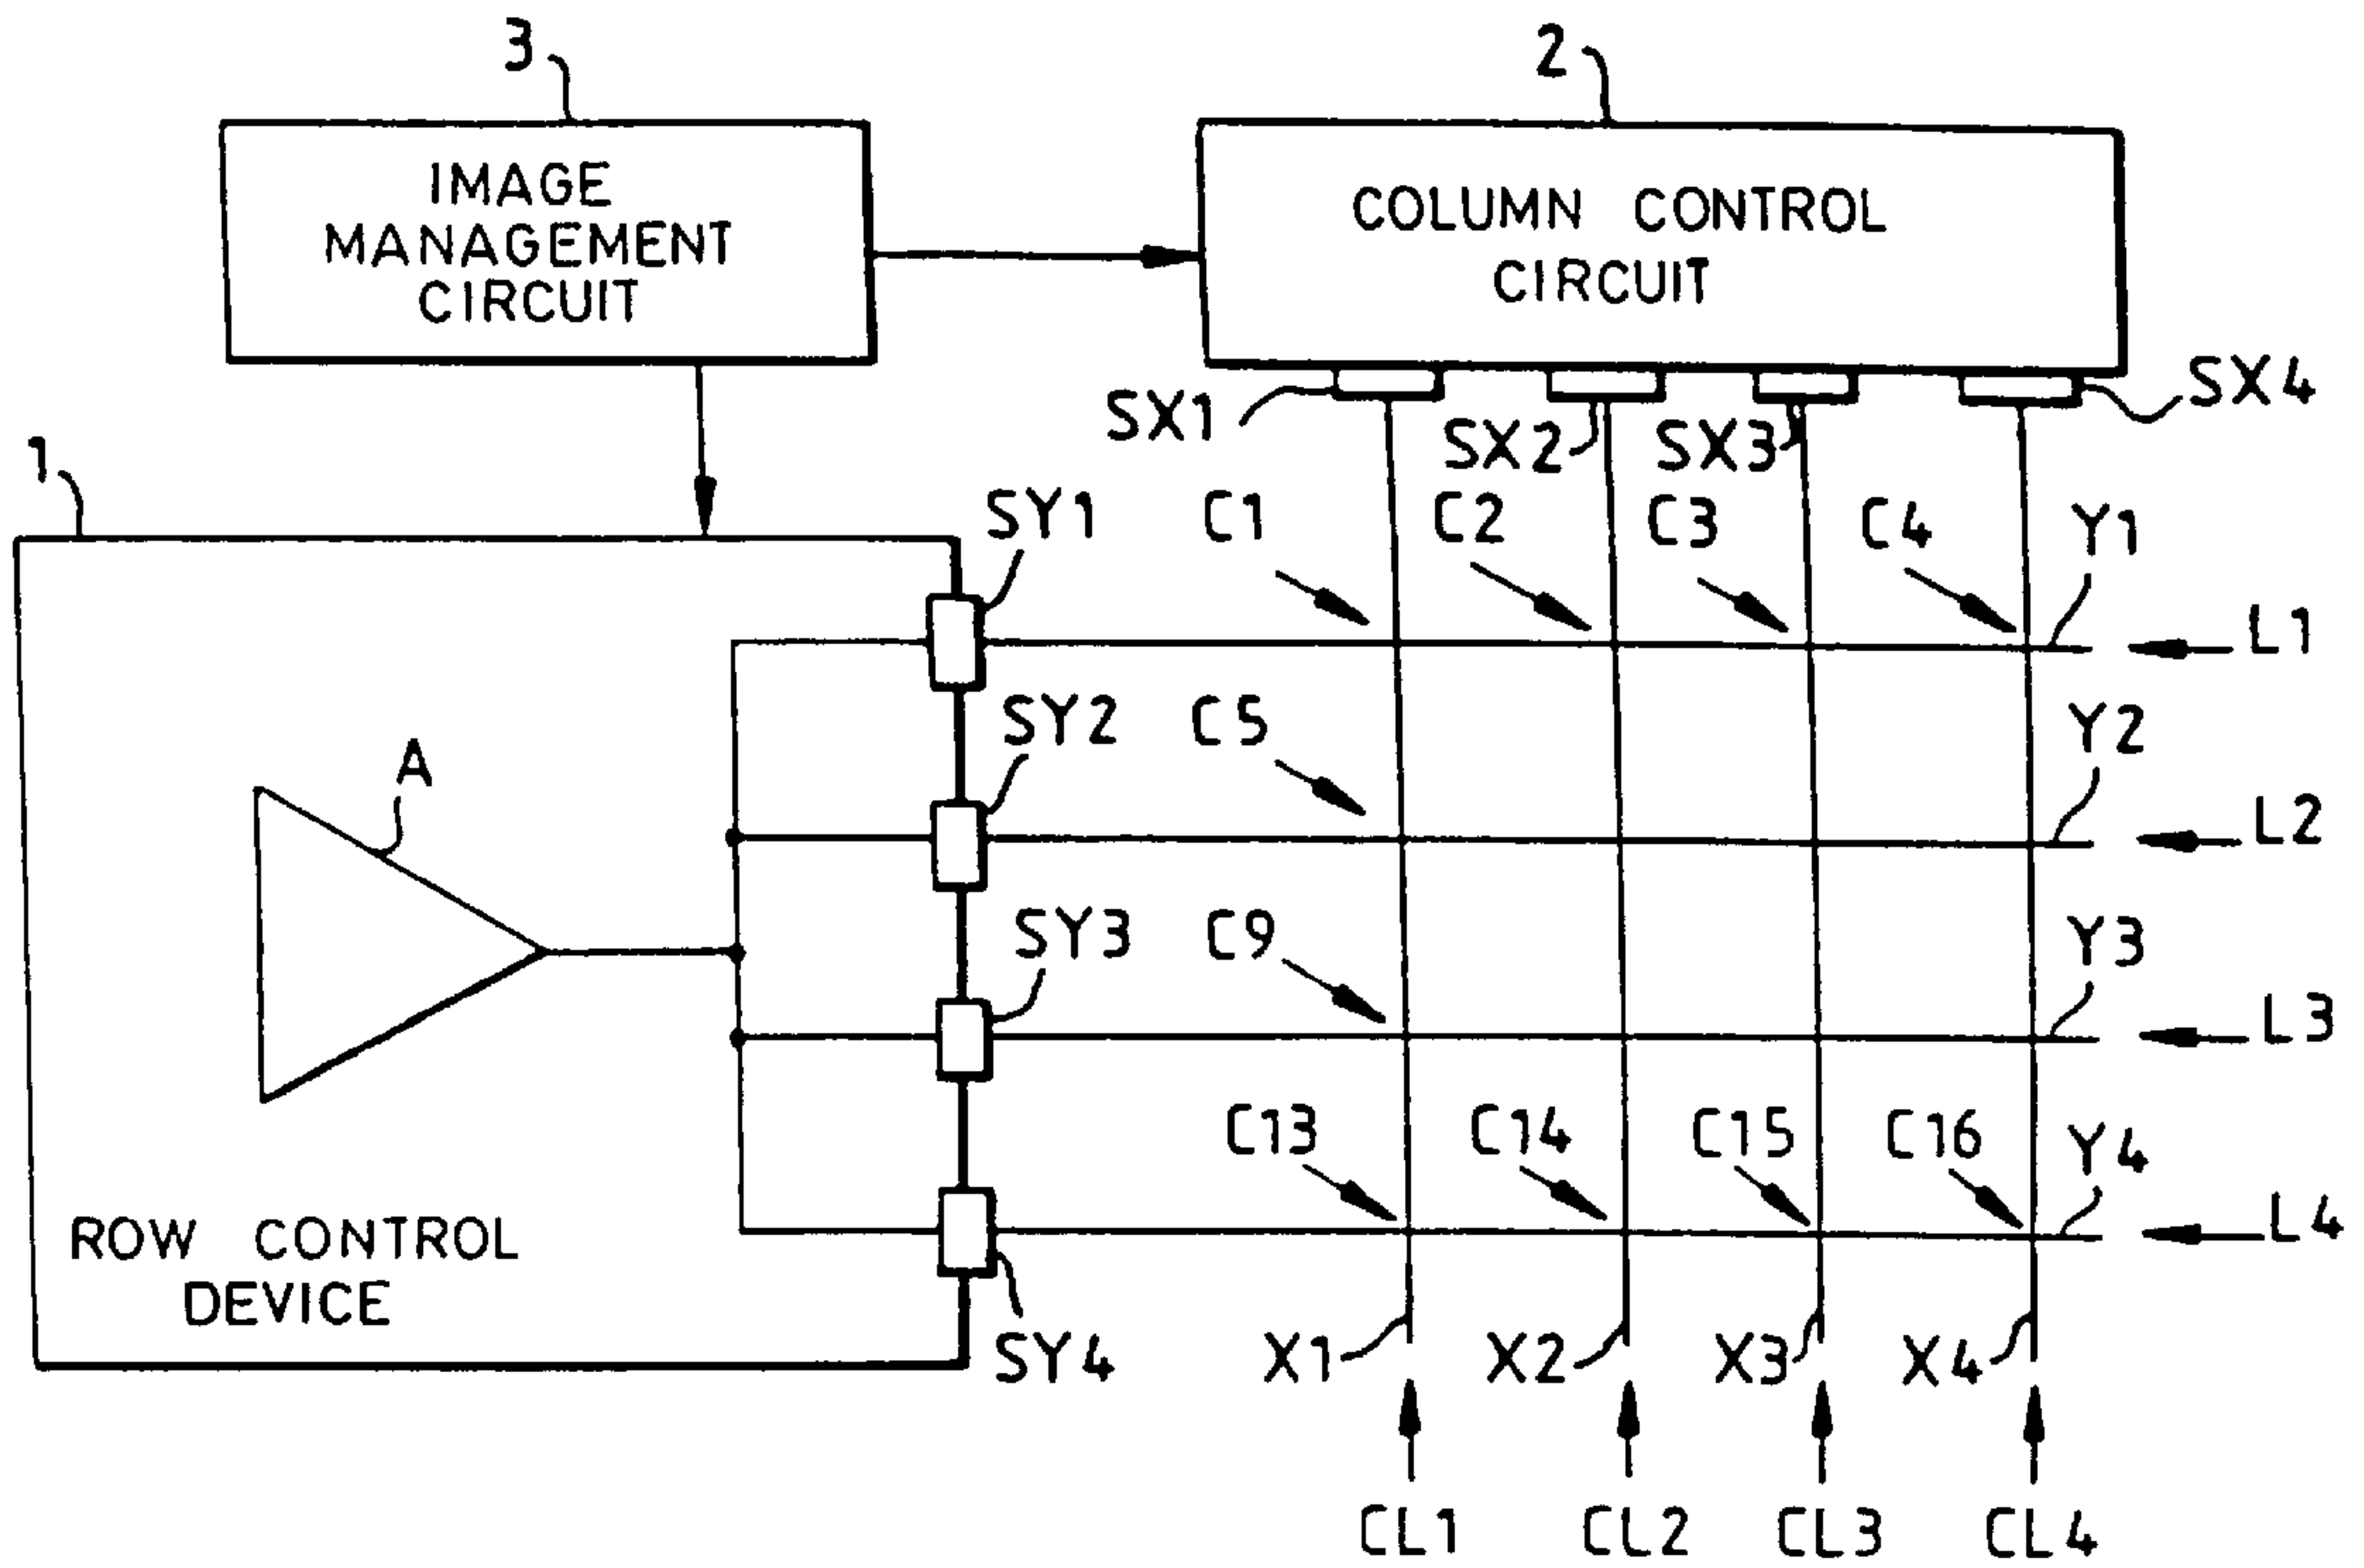 3
2
IMAGE
MANAGEMENT
CIRCUIT
COLUMN CONTROL
CIRCUIT
SX1
SX2
SX3
SX4
1
SY1
C1
C2
C3
C4
Y1
L1
SY2
C5
Y2
L2
A
SY3
C9
Y3
L3
C13
C14
C15
C16
Y4
L4
ROW CONTROL
DEVICE
SY4
X1
X2
X3
X4
CL1
CL2
CL3
CL4